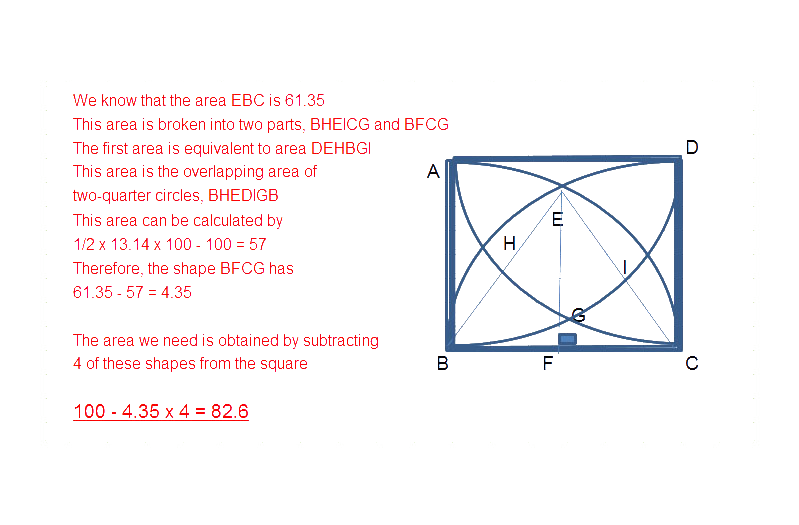 We know that the area EBC is 61.35
This area is broken into two parts, BHEICG and BFCG
The first area is equivalent to area DEHBGI
This area is the overlapping area of
two-quarter circles, BHEDIGB
This area can be calculated by
1/2 x 13.14 x 100 - 100 = 57
Therefore, the shape BFCG has
61.35 - 57 = 4.35
The area we need is obtained by subtracting
4 of these shapes from the square
100 - 4.35 x 4 = 82.6
D
A
E
H
I
G
B
F
C